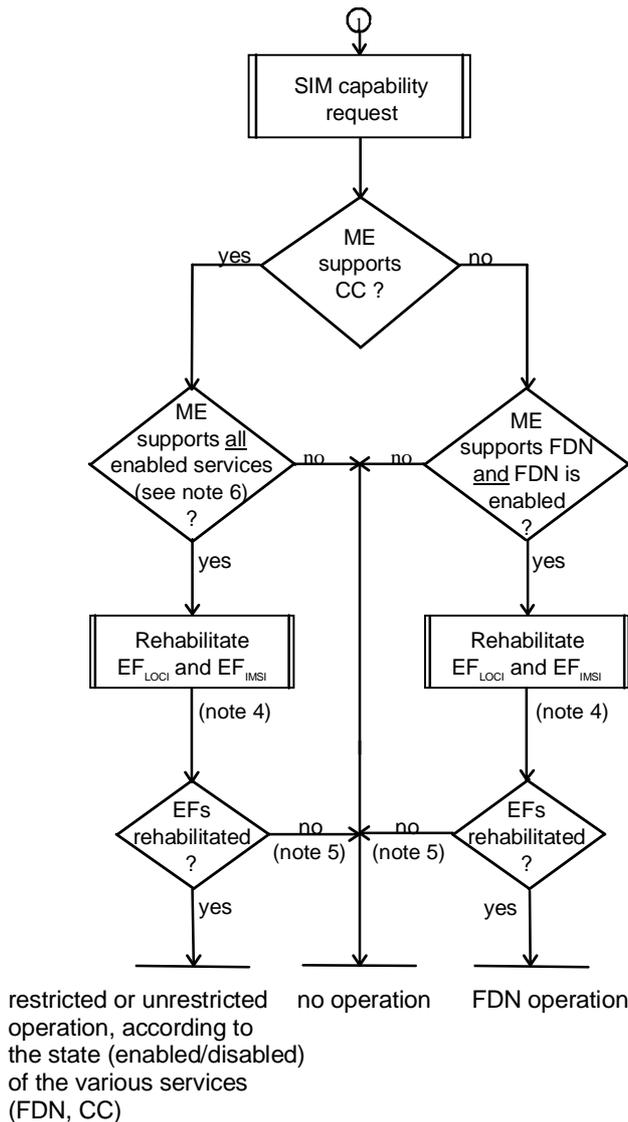 SIM capability
request
ME
supports
CC ?
yes
no
ME
supports all
enabled services
(see note 6)
?
no
no
ME
supports FDN
and FDN is
enabled
?
yes
yes
Rehabilitate
EFLOCI and EFIMSI
Rehabilitate
EFLOCI and EFIMSI
(note 4)
(note 4)
EFs
rehabilitated
?
no
(note 5)
no
(note 5)
EFs
rehabilitated
?
yes
yes
restricted or unrestricted
operation, according to
the state (enabled/disabled)
of the various services
(FDN, CC)
no operation
FDN operation